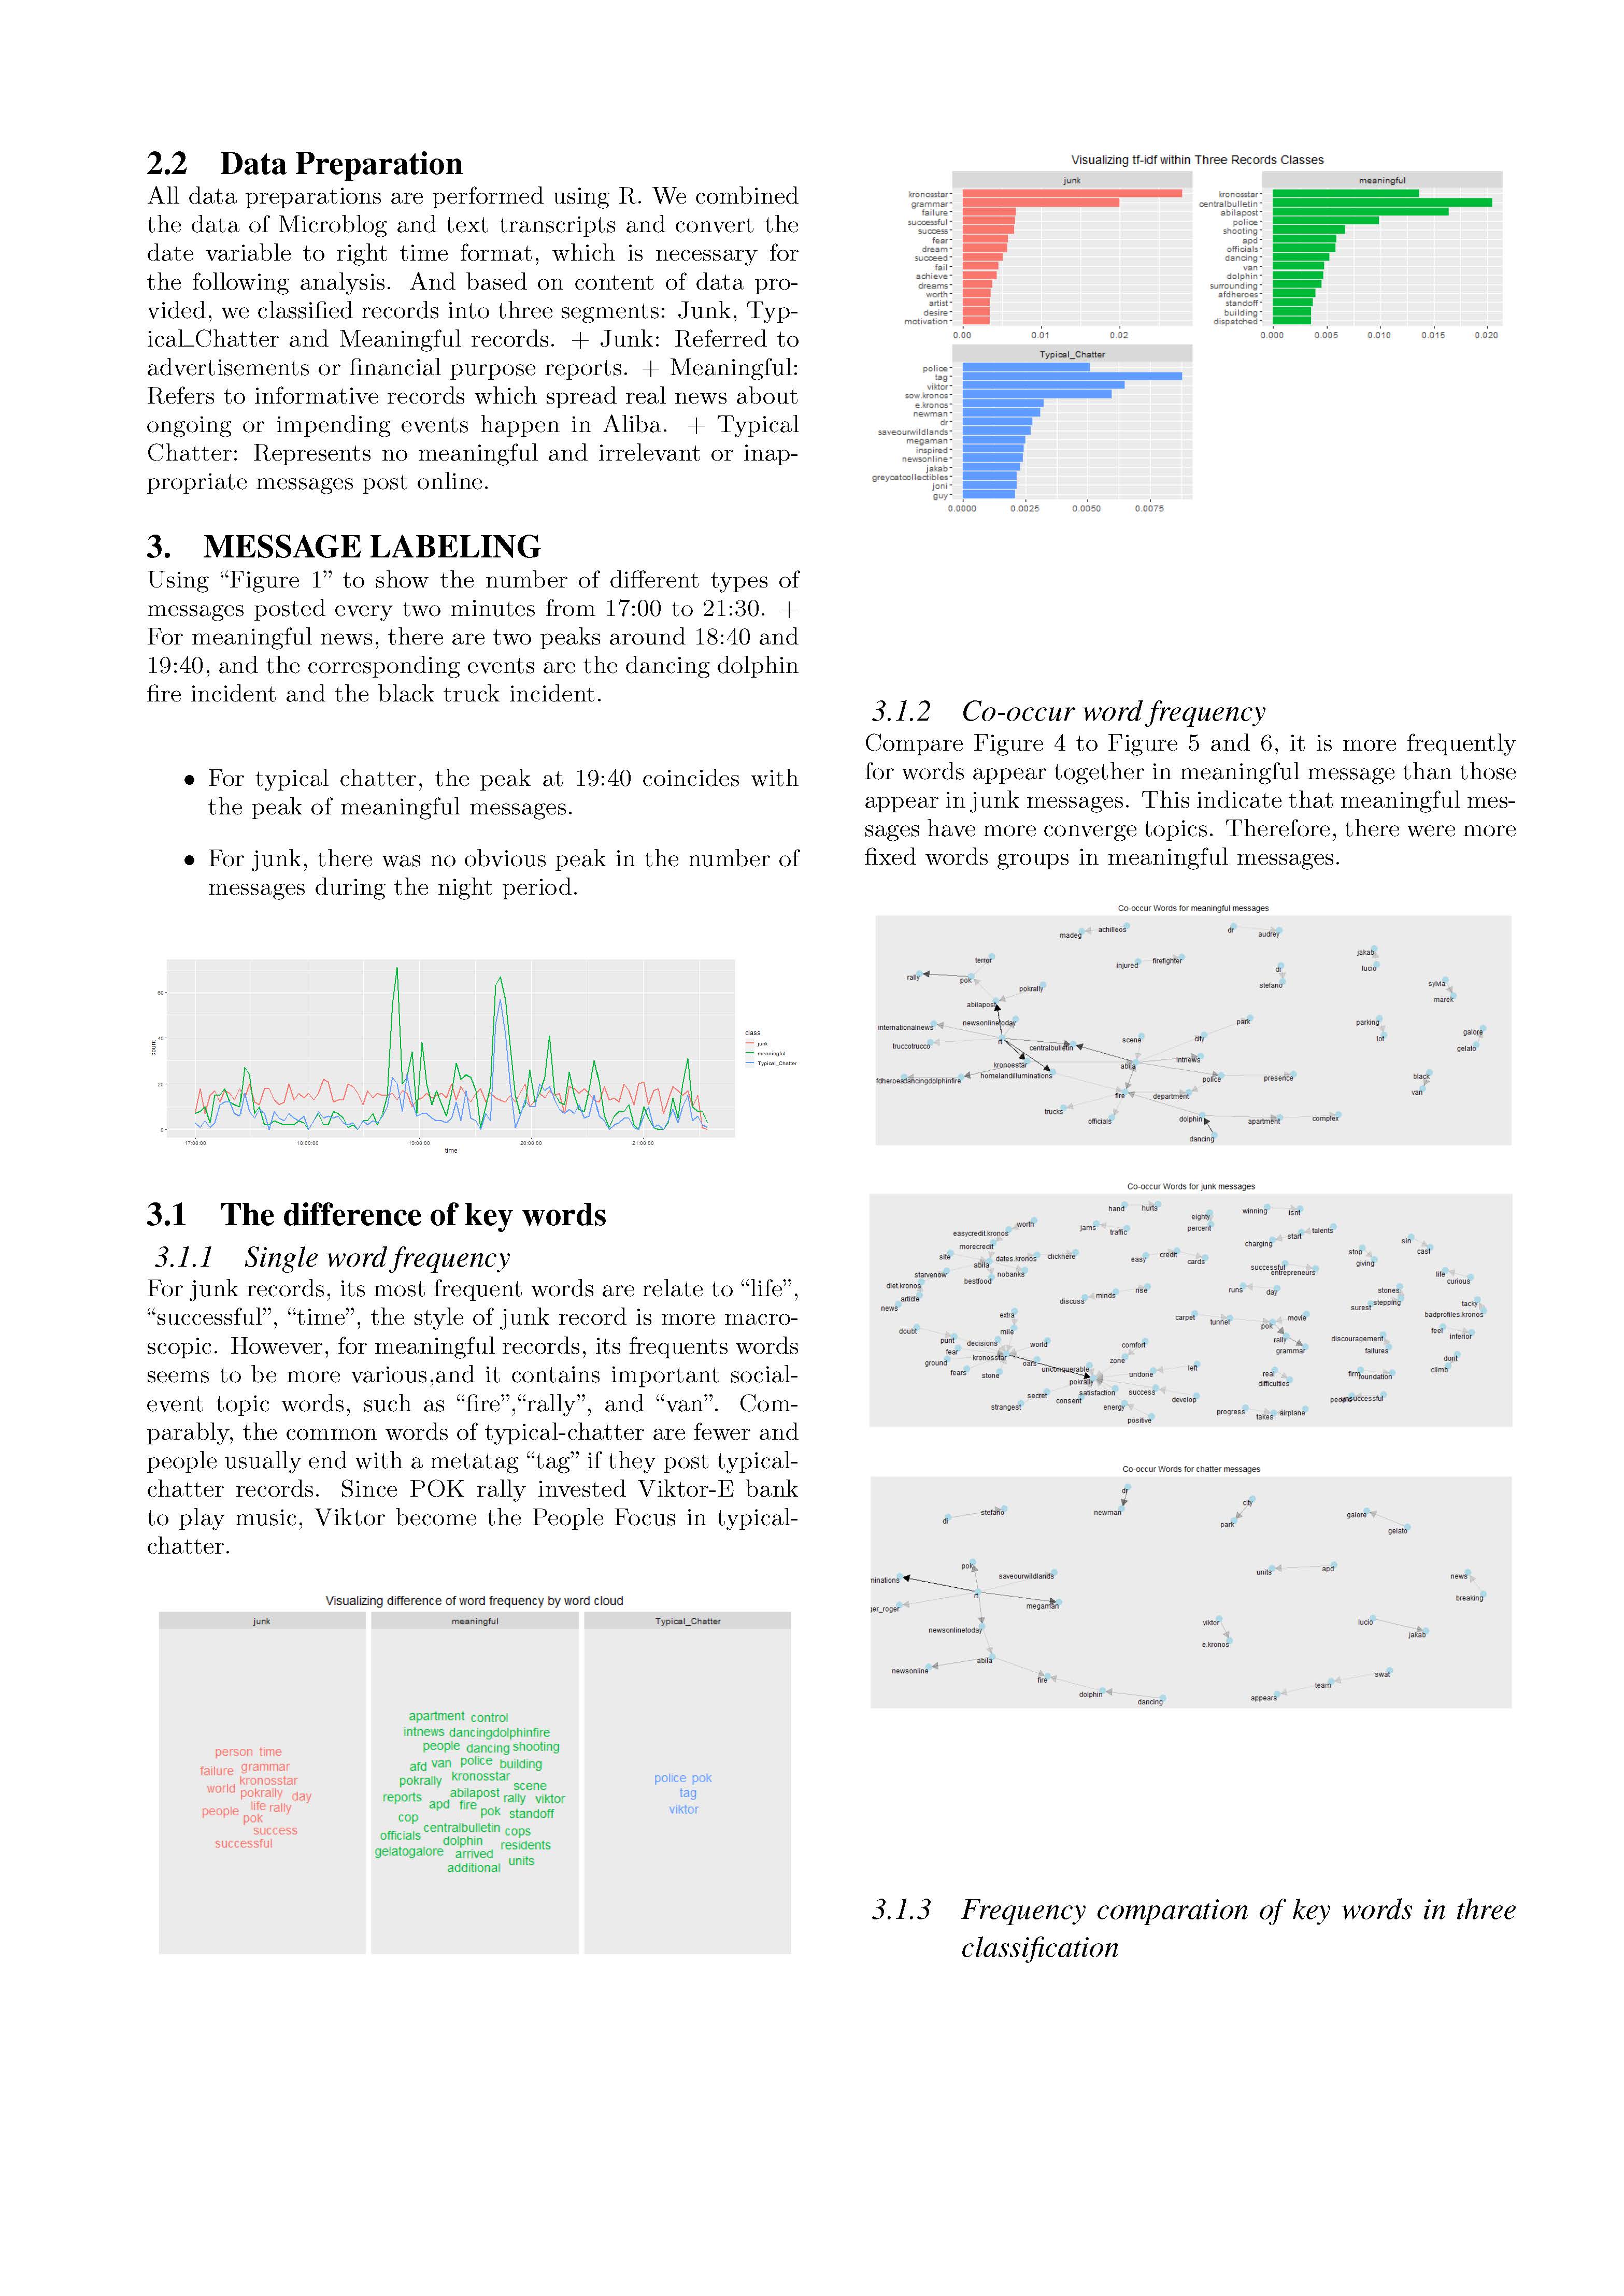 2.2 Data Preparation
All data preparations are performed using R. We combined
the data of Microblog and text transcripts and convert the
date variable to right time format, which is necessary for
the following analysis. And based on content of data pro-
vided, we classified records into three segments: Junk, Typ-
ical_Chatter and Meaningful records. + Junk: Referred to
advertisements or financial purpose reports. + Meaningful:
Refers to informative records which spread real news about
ongoing or impending events happen in Aliba. + Typical
Chatter: Represents no meaningful and irrelevant or inap-
propriate messages post online.
3. MESSAGE LABELING
Using “Figure 1” to show the number of different types of
messages posted every two minutes from 17:00 to 21:30. +
For meaningful news, there are two peaks around 18:40 and
19:40, and the corresponding events are the dancing dolphin
fire incident and the black truck incident.
• For typical chatter, the peak at 19:40 coincides with
the peak of meaningful messages.
• For junk, there was no obvious peak in the number of
messages during the night period.
count
60
40
20
0
17:00:00 18:00:00 19:00:00 20:00:00 21:00:00
time
class
junk
meaningful
Typical_Chatter
3.1 The difference of key words
3.1.1 Single word frequency
For junk records, its most frequent words are relate to “life”,
“successful”, “time”, the style of junk record is more macro-
scopic. However, for meaningful records, its frequents words
seems to be more various,and it contains important social-
event topic words, such as “fire”,“rally”, and “van”. Com-
parably, the common words of typical-chatter are fewer and
people usually end with a metatag “tag” if they post typical-
chatter records. Since POK rally invested Viktor-E bank
to play music, Viktor become the People Focus in typical-
chatter.
Visualizing difference of word frequency by word cloud
junk
person time
failure grammar
kronosstar
world pokrally day
people life rally
pok
success
successful
meaningful
apartment control
intnews dancingdolphinfire
people dancing shooting
afd van police building
pokrally kronosstar scene
reports abilapost rally viktor
apd fire pok standoff
cop
officials centralbulletin cops
dolphin residents
gelatogalore arrived units
additional
Typical_Chatter
police pok
tag
viktor
Visualizing tf-idf within Three Records Classes
junk
kronosstar
grammar
failure
successful
success
fear
dream
succeed
fail
achieve
dreams
worth
artist
desire
motivation
0.00 0.01 0.02
meaningful
kronosstar
centralbulletin
abilapost
police
shooting
apd
officials
dancing
van
dolphin
surrounding
afdheroes
standoff
building
dispatched
0.000 0.005 0.010 0.015 0.020
Typical_Chatter
police
tag
viktor
sow.kronos
e.kronos
newman
dr
saveourwildlands
megaman
inspired
newsonline
jakab
greycatcollectibles
joni
guy
0.0000 0.0025 0.0050 0.0075
3.1.2 Co-occur word frequency
Compare Figure 4 to Figure 5 and 6, it is more frequently
for words appear together in meaningful message than those
appear in junk messages. This indicate that meaningful mes-
sages have more converge topics. Therefore, there were more
fixed words groups in meaningful messages.
Co-occur Words for meaningful messages
madeg achilleos dr audrey
terror injured firefighter jakab
rally pok di lucio
pokrally stefano sylvia
abilapost marek
internationalnews newsonlinetoday park parking galore
truccotrucco rt centralbulletin scene city lot gelato
kronosstar abila intnews
fdheroesdancingdolphinfire homelandilluminations police presence black
fire department van
trucks officials dolphin apartment complex
dancing
Co-occur Words for junk messages
hand hurts eighty winning isnt
worth jams traffic percent
easycredit.kronos start talents
morecredit charging sin
site dates.kronos clickhere easy credit stop cast
abila cards giving
starvenow nobanks successful entrepreneurs life
bestfood curious
diet.kronos minds rise runs day stones
article discuss surest stepping tacky
news extra carpet movie badprofiles.kronos
doubt mile tunnel pok feel inferior
punt decisions world comfort rally discouragement
fear grammar failures
ground kronosstar oars zone dont
fears stone unconquerable undone left real firm foundation climb
pokrally difficulties
secret satisfaction success people unsuccessful
strangest consent energy develop
positive progress takes airplane
Co-occur Words for chatter messages
dr city
di stefano newman park galore gelato
pok units apd news
minations rt saveourwildlands breaking
ger_roger megaman
newsonlinetoday viktor lucio
e.kronos jakab
newsonline abila
fire swat
dolphin team
dancing appears
3.1.3 Frequency comparation of key words in three
classification